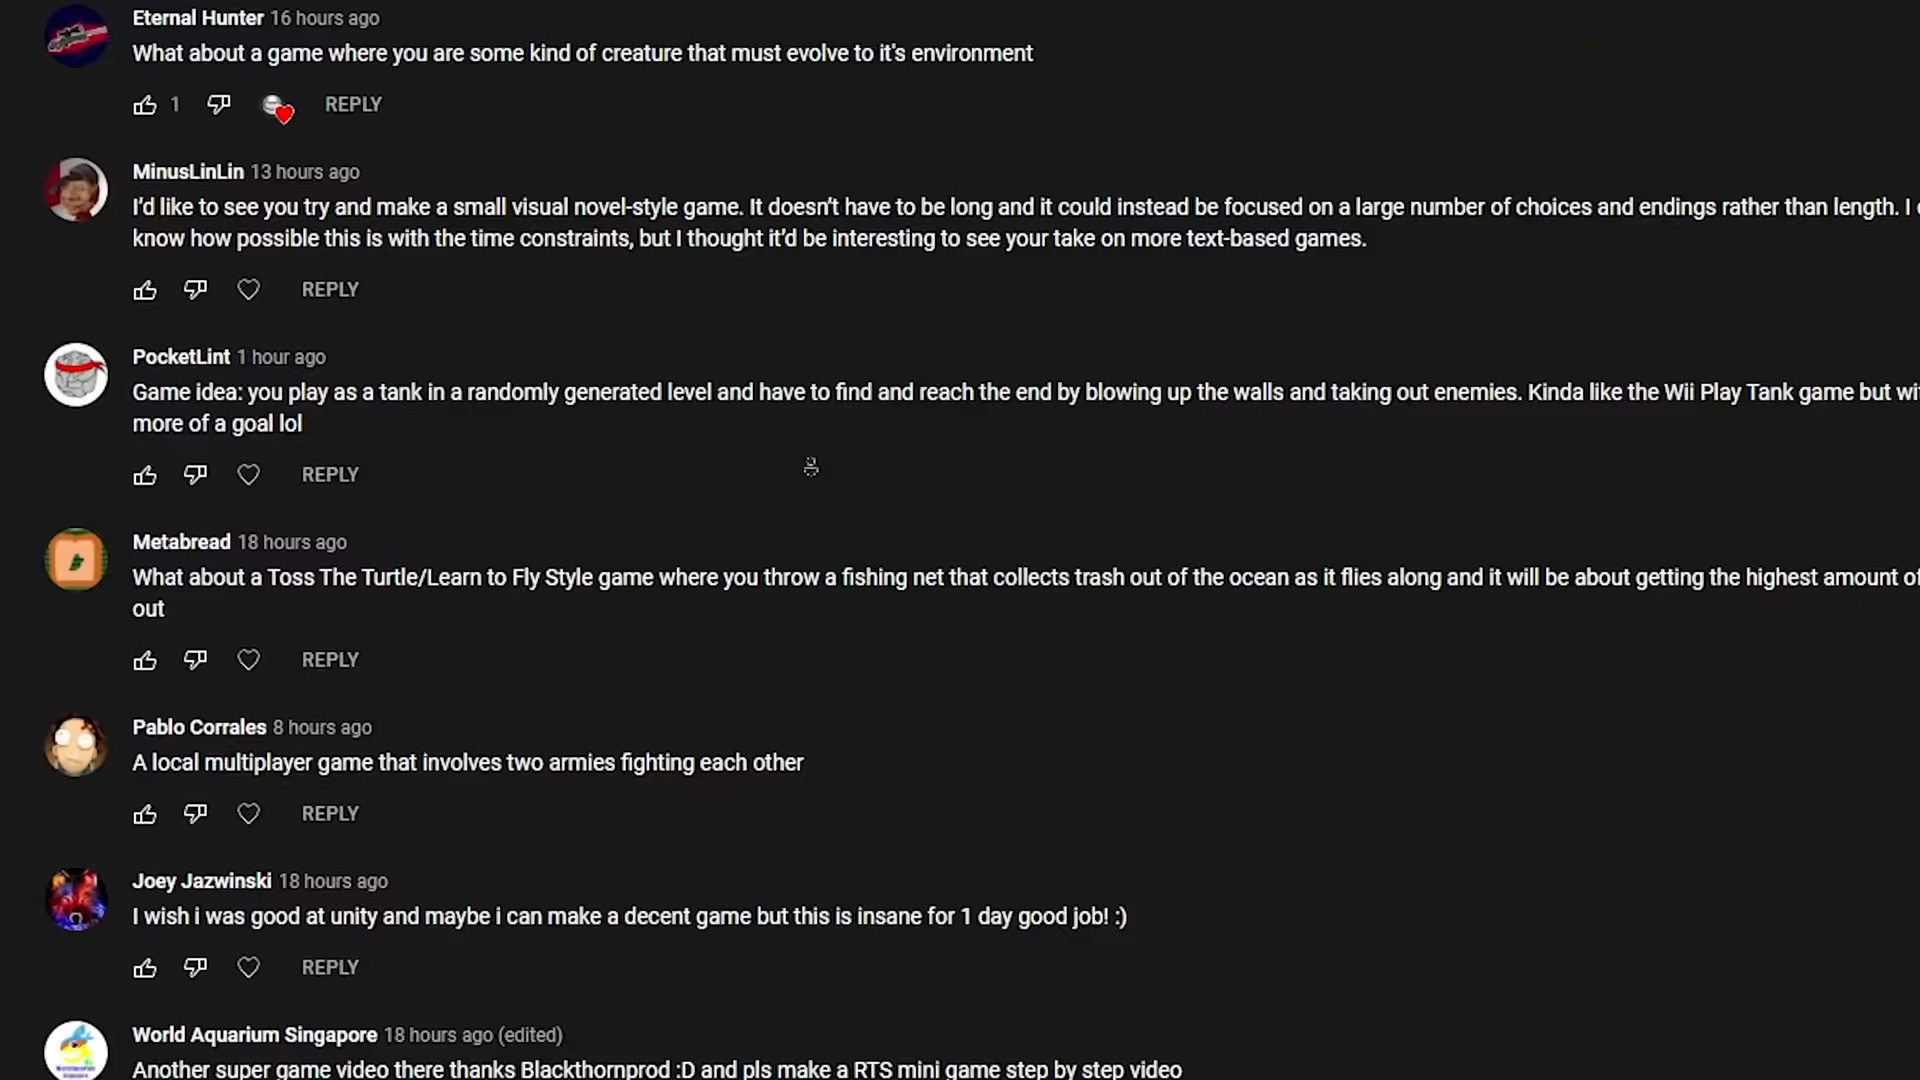 Eternal Hunter 16 hours ago
What about a game where you are some kind of creature that must evolve to it's environment
1 REPLY
MinusLinLin 13 hours ago
I'd like to see you try and make a small visual novel-style game. It doesn't have to be long and it could instead be focused on a large number of choices and endings rather than length. I
know how possible this is with the time constraints, but I thought it'd be interesting to see your take on more text-based games.
REPLY
PocketLint 1 hour ago
Game idea: you play as a tank in a randomly generated level and have to find and reach the end by blowing up the walls and taking out enemies. Kinda like the Wii Play Tank game but
more of a goal lol
REPLY
Metabread 18 hours ago
What about a Toss The Turtle/Learn to Fly Style game where you throw a fishing net that collects trash out of the ocean as it flies along and it will be about getting the highest amount of
out
REPLY
Pablo Corrales 8 hours ago
A local multiplayer game that involves two armies fighting each other
REPLY
Joey Jazwinski 18 hours ago
I wish i was good at unity and maybe i can make a decent game but this is insane for 1 day good job! :)
REPLY
World Aquarium Singapore 18 hours ago (edited)
Another super game video there thanks Blackthornprod :D and pls make a RTS mini game step by step video